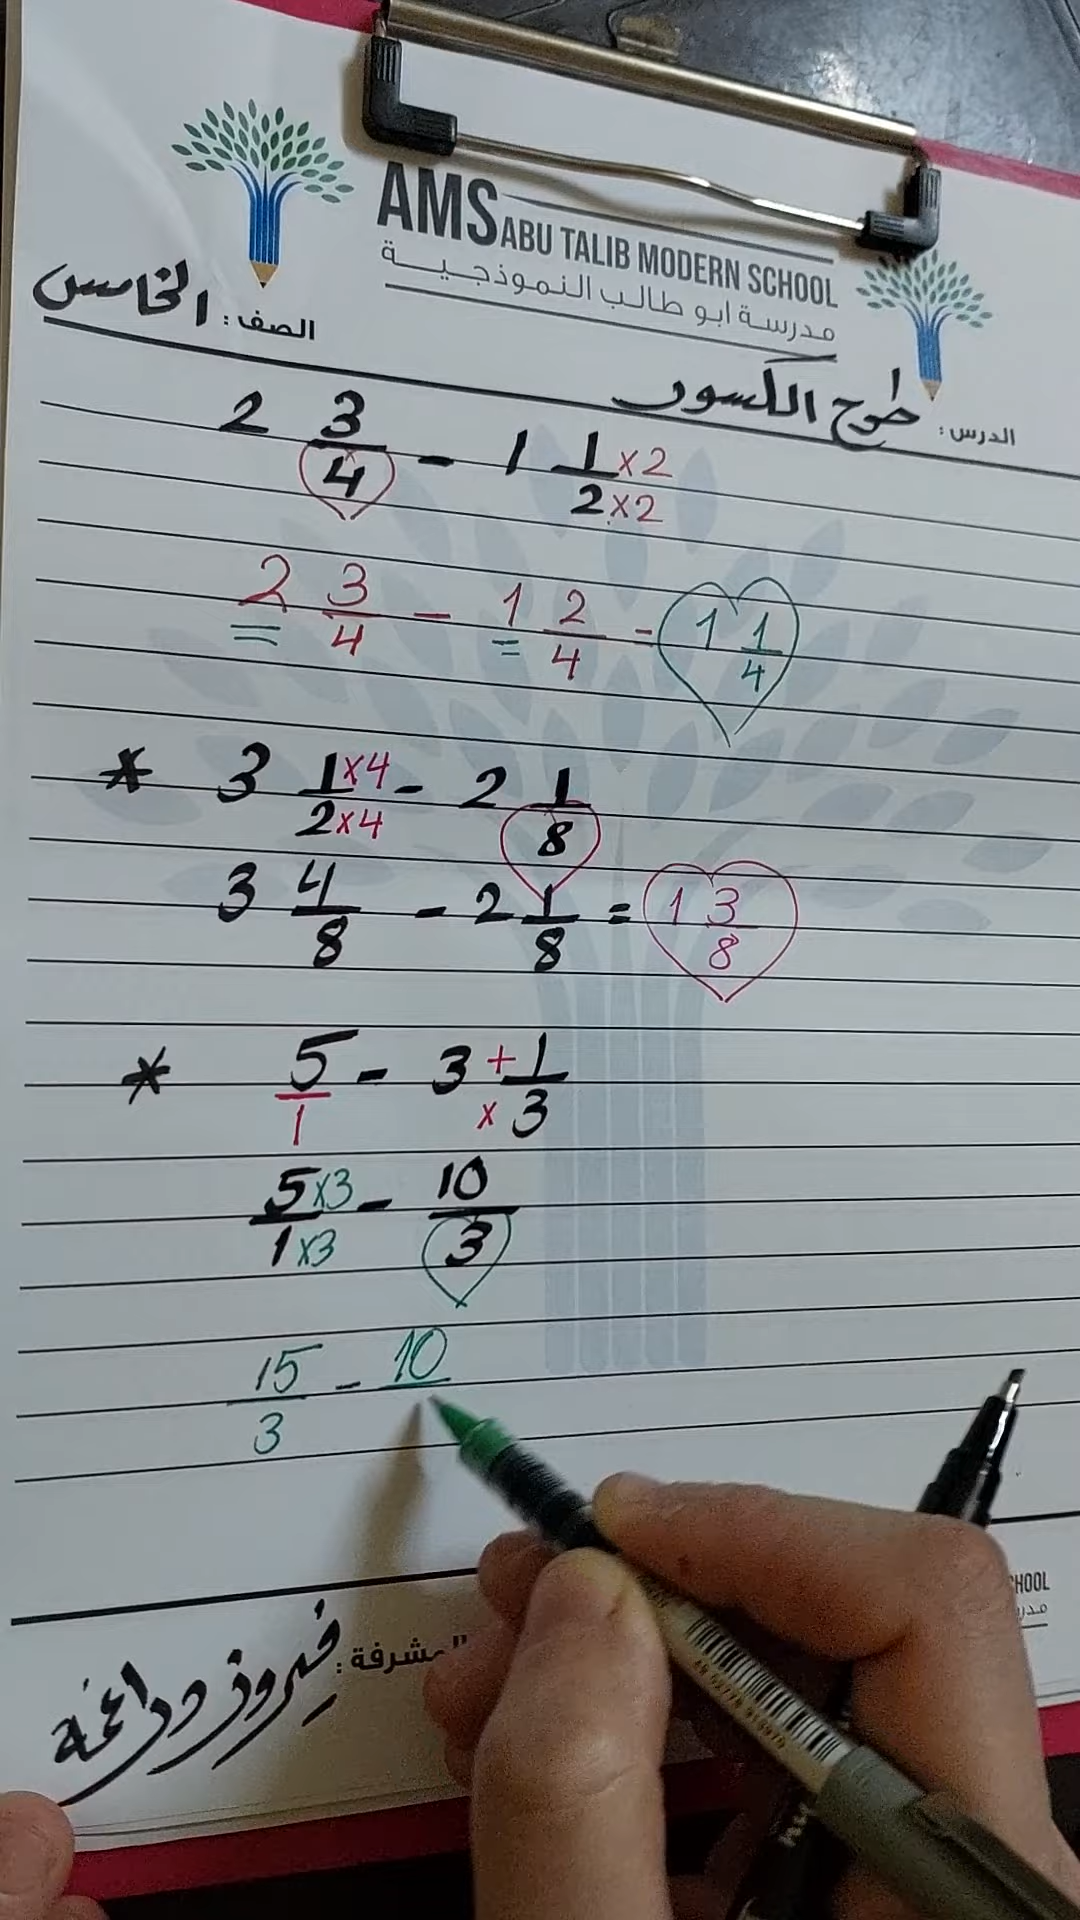 AMS ABU TALIB MODERN SCHOOL
مدرسة ابو طالب النموذجية
الصف: الخامس
الدرس: طرح الكسور
2 3/4 - 1 1×2/2×2
2 3/4 - 1 2/4 = 1 1/4
* 3 1×4/2×4 - 2 1/8
3 4/8 - 2 1/8 = 1 3/8
* 5/1 - 3 + 1 × 3
5×3/1×3 - 10/3
15/3 - 10
HOOL
المشرفة: فيروز دراغمة